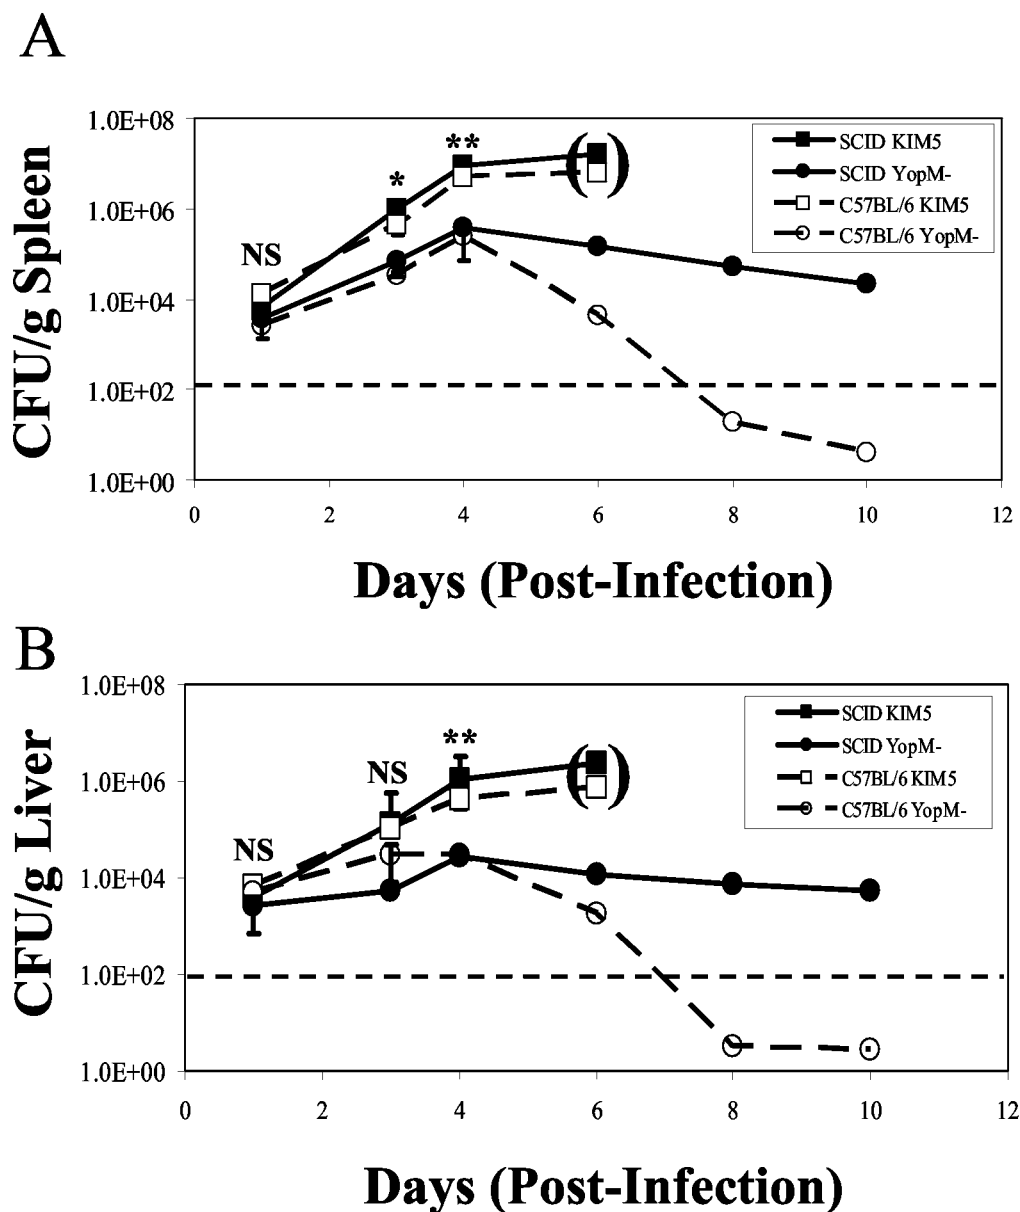 A
1.0E+08
1.0E+06
1.0E+04
1.0E+02
1.0E+00
CFU/g Spleen
NS
*
**
( )
SCID KIM5
SCID YopM-
C57BL/6 KIM5
C57BL/6 YopM-
0 2 4 6 8 10 12
Days (Post-Infection)
B
1.0E+08
1.0E+06
1.0E+04
1.0E+02
1.0E+00
CFU/g Liver
NS
NS
**
( )
SCID KIM5
SCID YopM-
C57BL/6 KIM5
C57BL/6 YopM-
0 2 4 6 8 10 12
Days (Post-Infection)